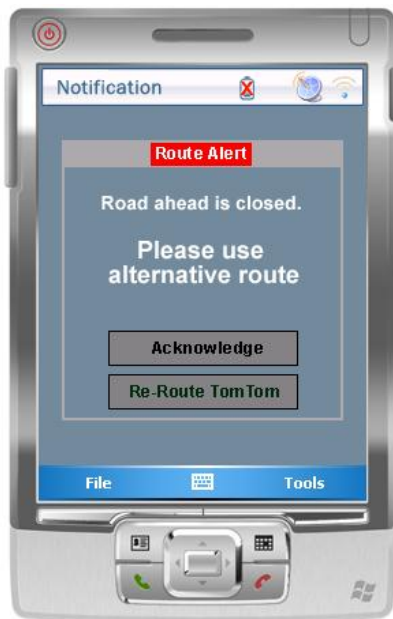 Notification
Route Alert
Road ahead is closed.
Please use
alternative route
Acknowledge
Re-Route TomTom
File
Tools